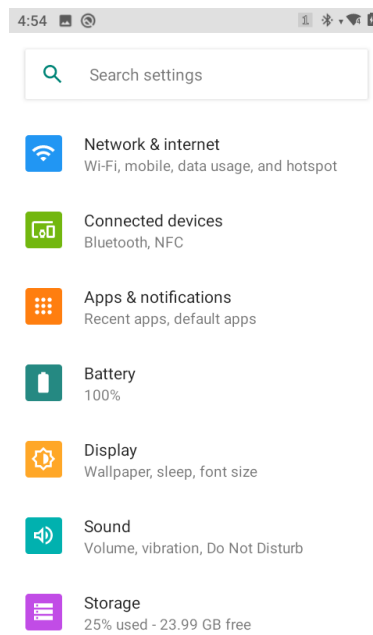 4:54
1
Search settings
Network & internet
Wi-Fi, mobile, data usage, and hotspot
Connected devices
Bluetooth, NFC
Apps & notifications
Recent apps, default apps
Battery
100%
Display
Wallpaper, sleep, font size
Sound
Volume, vibration, Do Not Disturb
Storage
25% used - 23.99 GB free